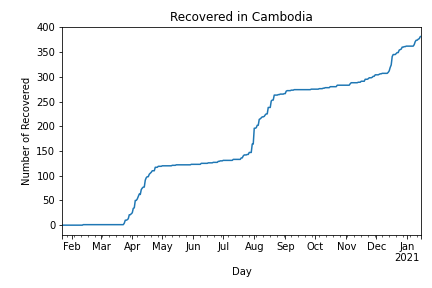 Recovered in Cambodia
400
350
300
250
200
150
100
50
0
Number of Recovered
Feb Mar Apr May Jun Jul Aug Sep Oct Nov Dec Jan
2021
Day